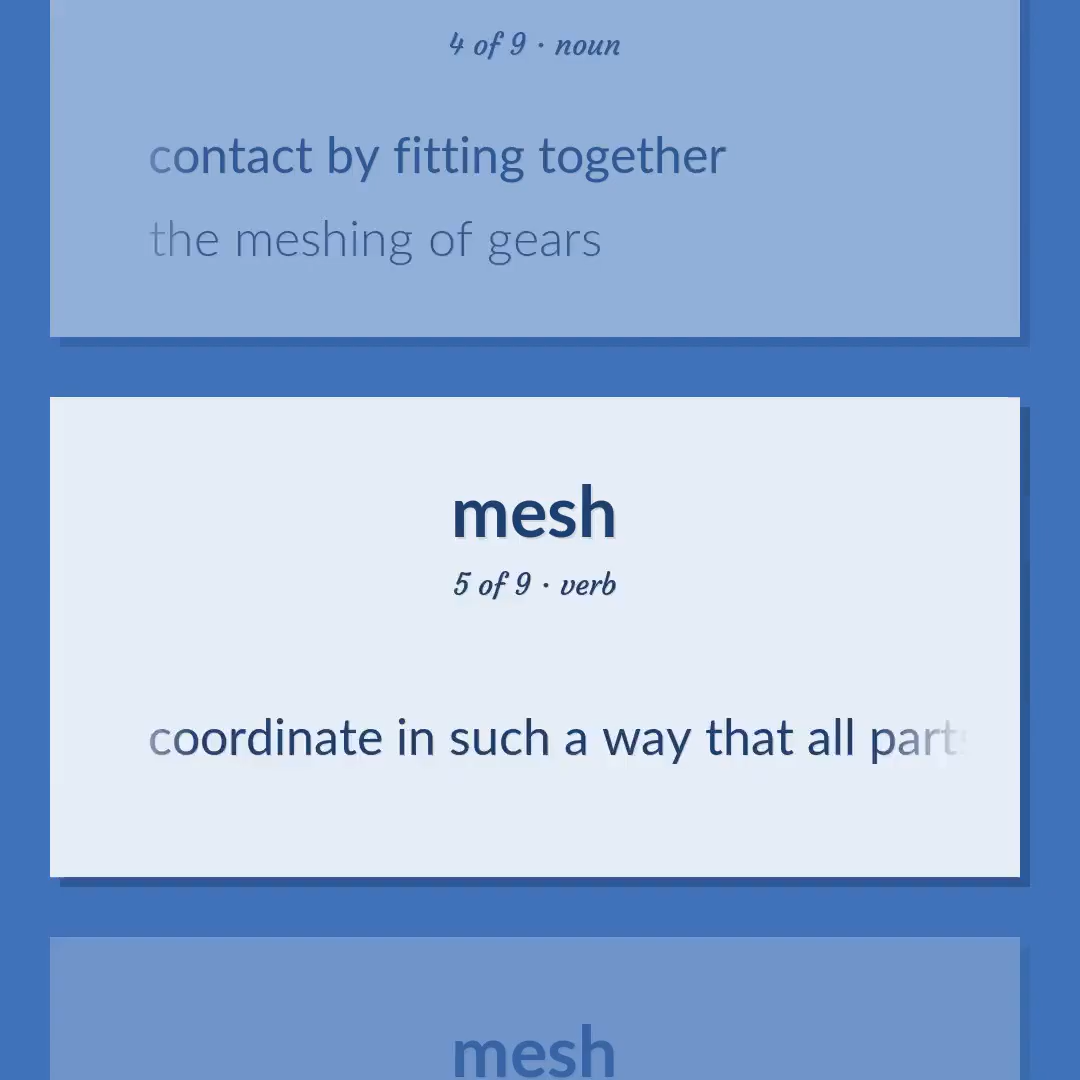 4 of 9 · noun
contact by fitting together
the meshing of gears
mesh
5 of 9 · verb
coordinate in such a way that all parts
mesh